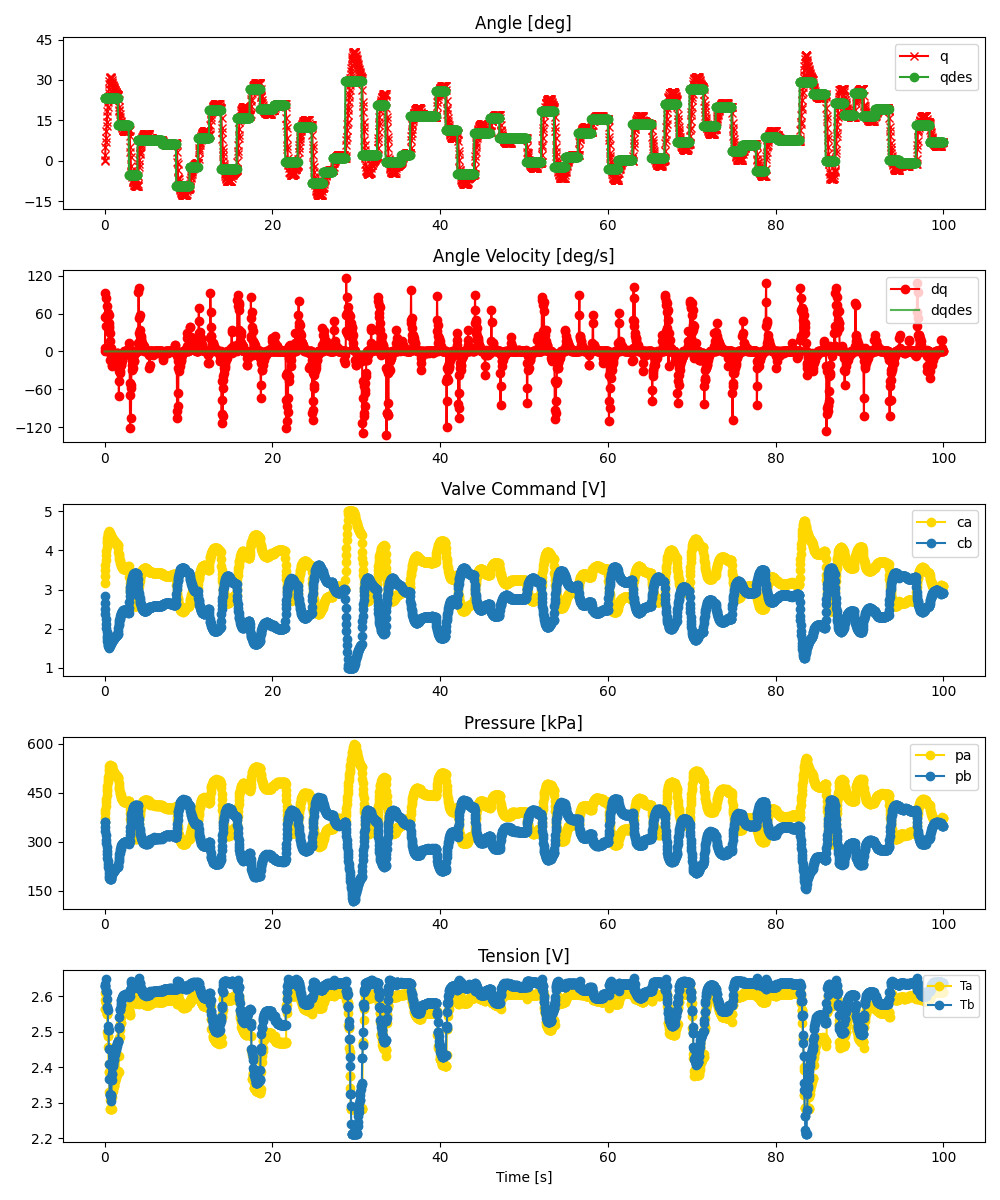 Angle [deg]
45
30
15
0
−15
q
qdes
0 20 40 60 80 100
Angle Velocity [deg/s]
120
60
0
−60
−120
dq
dqdes
0 20 40 60 80 100
Valve Command [V]
5
4
3
2
1
ca
cb
0 20 40 60 80 100
Pressure [kPa]
600
450
300
150
pa
pb
0 20 40 60 80 100
Tension [V]
2.6
2.5
2.4
2.3
2.2
Ta
Tb
0 20 40 60 80 100
Time [s]